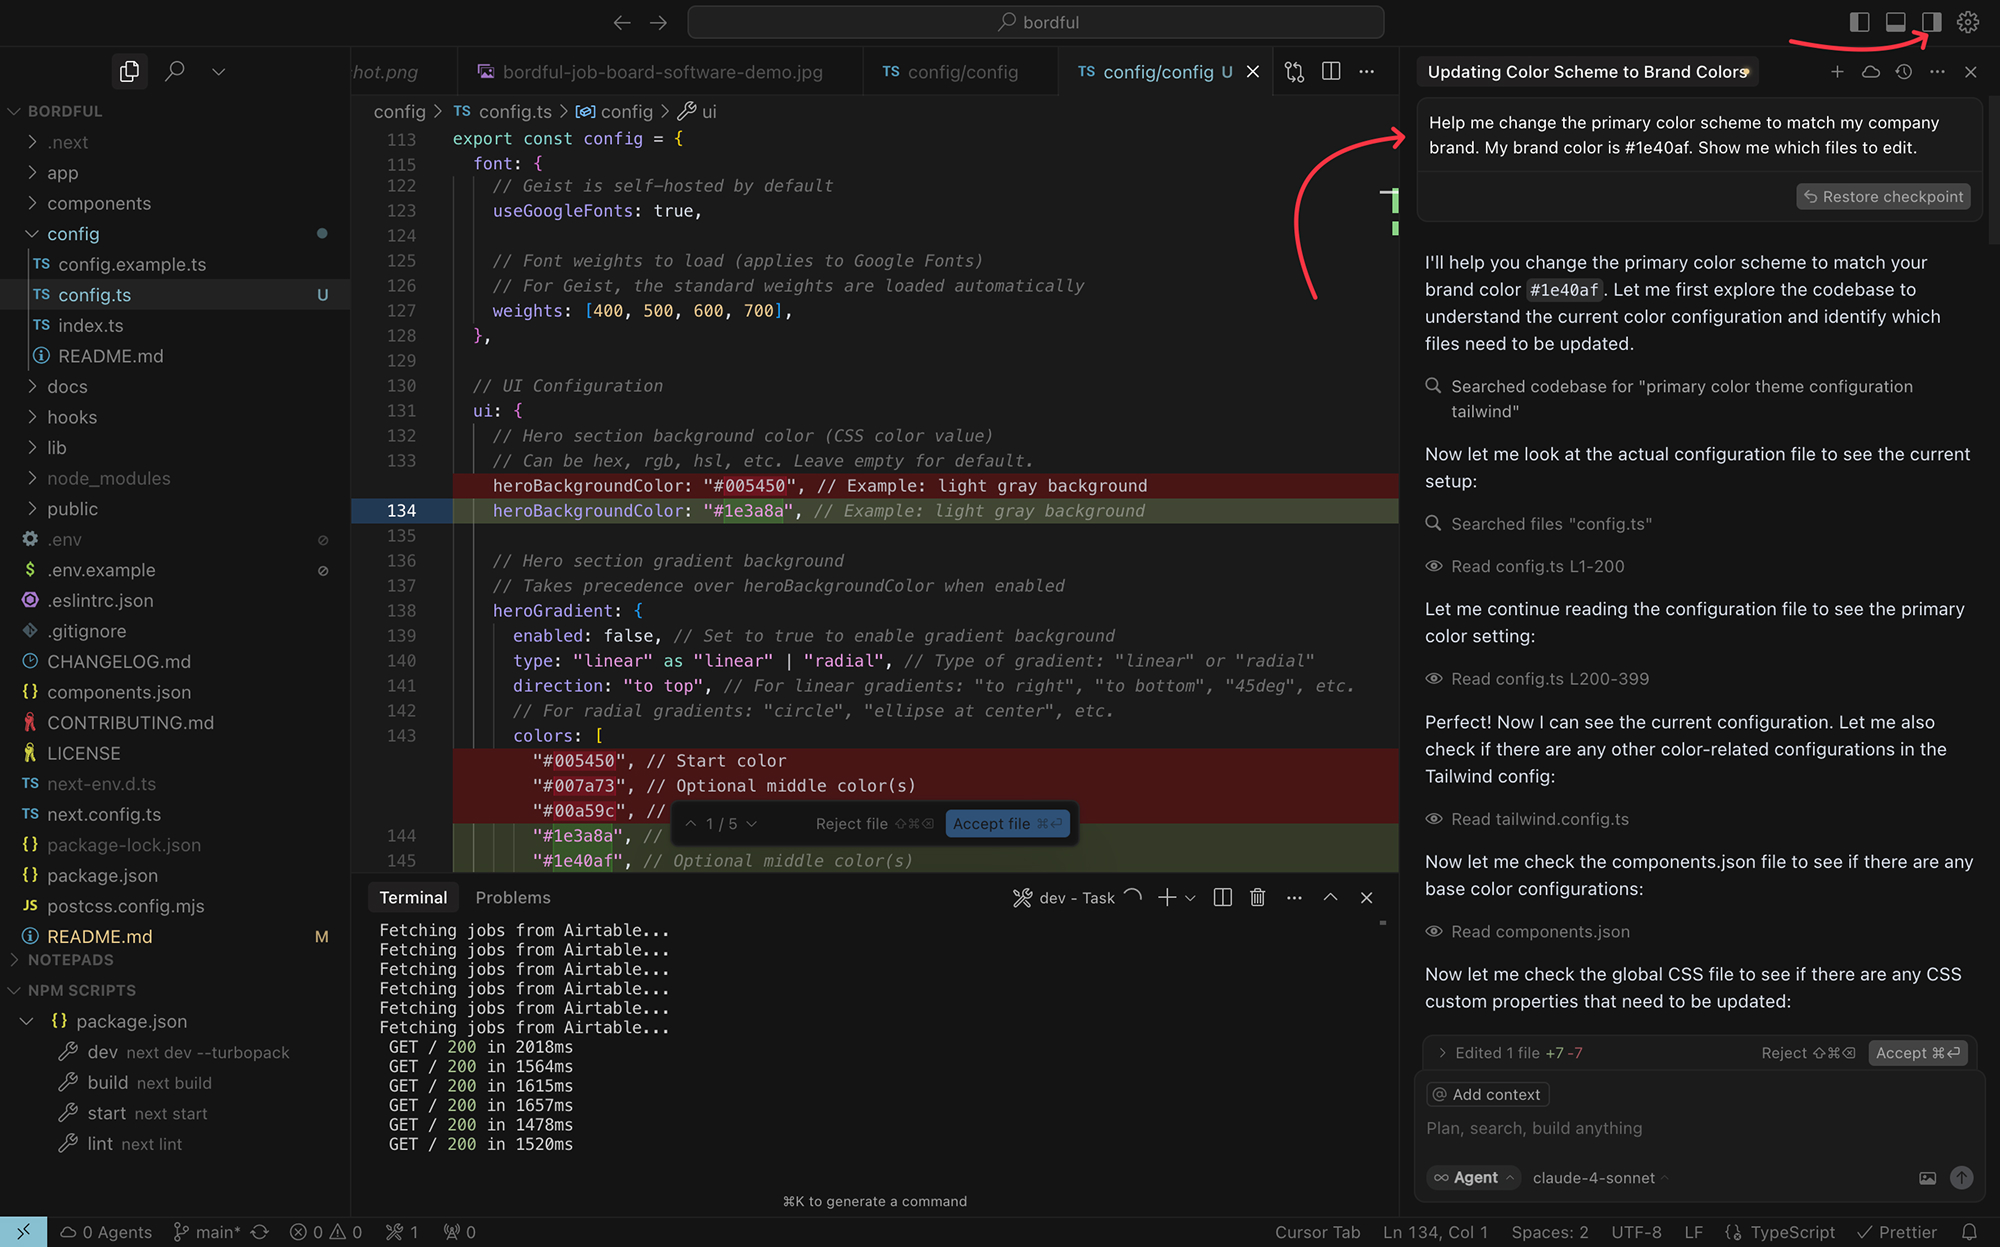 bordful
BORDFUL
.next
app
components
config
config.example.ts
config.ts U
index.ts
README.md
docs
hooks
lib
node_modules
public
.env
.env.example
.eslintrc.json
.gitignore
CHANGELOG.md
components.json
CONTRIBUTING.md
LICENSE
next-env.d.ts
next.config.ts
package-lock.json
package.json
postcss.config.mjs
README.md M
NOTEPADS
NPM SCRIPTS
package.json
dev next dev --turbopack
build next build
start next start
lint next lint
hot.png
bordful-job-board-software-demo.jpg
TS config/config
TS config/config U
config > TS config.ts > config > ui
113 export const config = {
115 font: {
122 // Geist is self-hosted by default
123 useGoogleFonts: true,
124
125 // Font weights to load (applies to Google Fonts)
126 // For Geist, the standard weights are loaded automatically
127 weights: [400, 500, 600, 700],
128 },
129
130 // UI Configuration
131 ui: {
132 // Hero section background color (CSS color value)
133 // Can be hex, rgb, hsl, etc. Leave empty for default.
heroBackgroundColor: "#005450", // Example: light gray background
134 heroBackgroundColor: "#1e3a8a", // Example: light gray background
135
136 // Hero section gradient background
137 // Takes precedence over heroBackgroundColor when enabled
138 heroGradient: {
139 enabled: false, // Set to true to enable gradient background
140 type: "linear" as "linear" | "radial", // Type of gradient: "linear" or "radial"
141 direction: "to top", // For linear gradients: "to right", "to bottom", "45deg", etc.
142 // For radial gradients: "circle", "ellipse at center", etc.
143 colors: [
"#005450", // Start color
"#007a73", // Optional middle color(s)
"#00a59c", //
144 "#1e3a8a", //
145 "#1e40af", // Optional middle color(s)
1 / 5 Reject file ⇧⌘⌫ Accept file ⌘⏎
Terminal Problems
dev - Task
Fetching jobs from Airtable...
Fetching jobs from Airtable...
Fetching jobs from Airtable...
Fetching jobs from Airtable...
Fetching jobs from Airtable...
Fetching jobs from Airtable...
GET / 200 in 2018ms
GET / 200 in 1564ms
GET / 200 in 1615ms
GET / 200 in 1657ms
GET / 200 in 1478ms
GET / 200 in 1520ms
⌘K to generate a command
Updating Color Scheme to Brand Colors
Help me change the primary color scheme to match my company
brand. My brand color is #1e40af. Show me which files to edit.
Restore checkpoint
I'll help you change the primary color scheme to match your
brand color #1e40af. Let me first explore the codebase to
understand the current color configuration and identify which
files need to be updated.
Searched codebase for "primary color theme configuration
tailwind"
Now let me look at the actual configuration file to see the current
setup:
Searched files "config.ts"
Read config.ts L1-200
Let me continue reading the configuration file to see the primary
color setting:
Read config.ts L200-399
Perfect! Now I can see the current configuration. Let me also
check if there are any other color-related configurations in the
Tailwind config:
Read tailwind.config.ts
Now let me check the components.json file to see if there are any
base color configurations:
Read components.json
Now let me check the global CSS file to see if there are any CSS
custom properties that need to be updated:
Edited 1 file +7 -7 Reject ⇧⌘⌫ Accept ⌘⏎
@ Add context
Plan, search, build anything
∞ Agent claude-4-sonnet
0 Agents main* 0 0 1 0
Cursor Tab Ln 134, Col 1 Spaces: 2 UTF-8 LF {} TypeScript Prettier